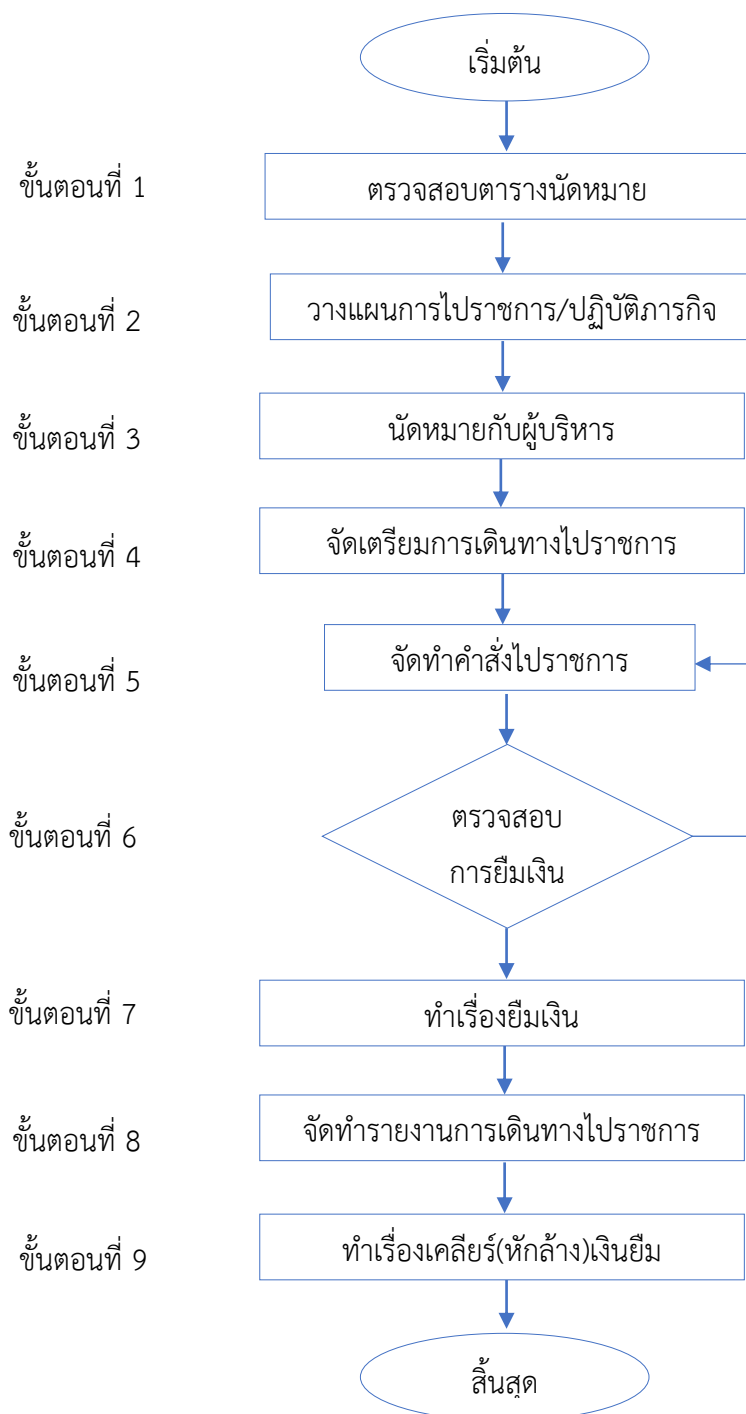 เริ่มต้น
ขั้นตอนที่ 1
ตรวจสอบตารางนัดหมาย
ขั้นตอนที่ 2
วางแผนการไปราชการ/ปฏิบัติภารกิจ
ขั้นตอนที่ 3
นัดหมายกับผู้บริหาร
ขั้นตอนที่ 4
จัดเตรียมการเดินทางไปราชการ
ขั้นตอนที่ 5
จัดทำคำสั่งไปราชการ
ขั้นตอนที่ 6
ตรวจสอบ
การยืมเงิน
ขั้นตอนที่ 7
ทำเรื่องยืมเงิน
ขั้นตอนที่ 8
จัดทำรายงานการเดินทางไปราชการ
ขั้นตอนที่ 9
ทำเรื่องเคลียร์(หักล้าง)เงินยืม
สิ้นสุด